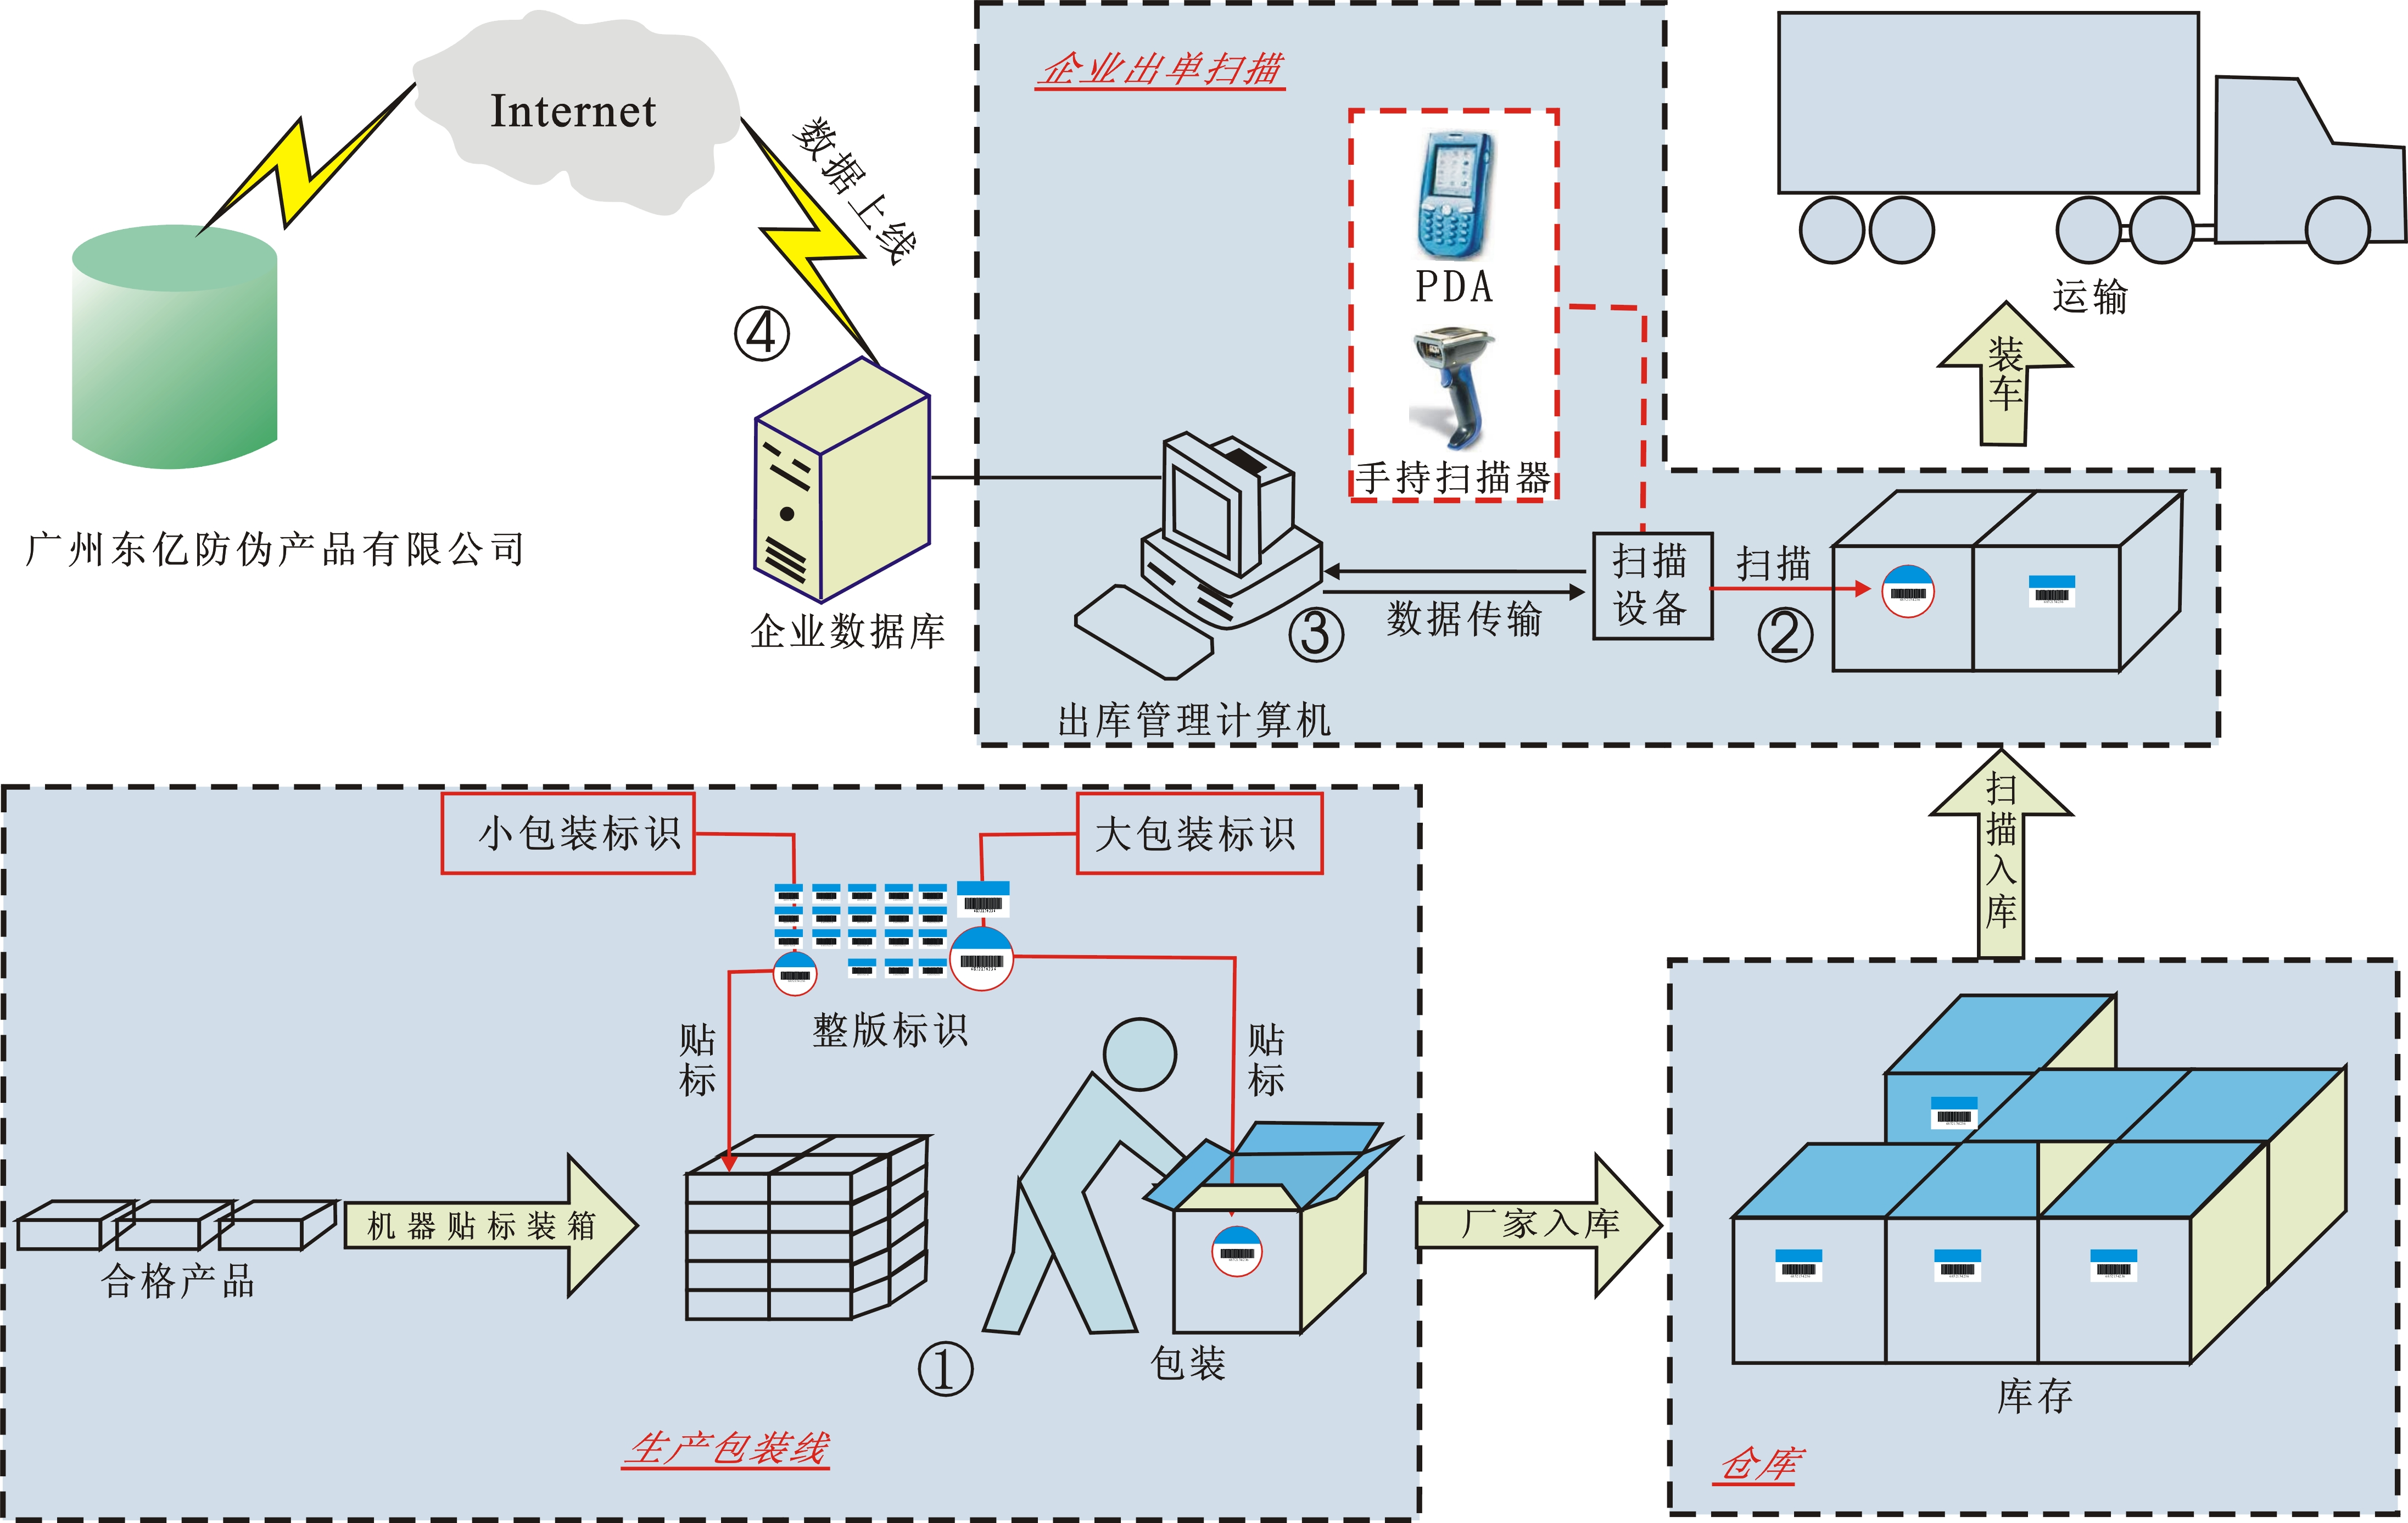 企业出单扫描
Internet
数据上线
PDA
手持扫描器
运输
装车
④
广州东亿防伪产品有限公司
企业数据库
扫描设备
扫描
②
③
数据传输
出库管理计算机
扫描入库
小包装标识
大包装标识
整版标识
贴标
贴标
机器贴标装箱
合格产品
①
包装
厂家入库
库存
生产包装线
仓库